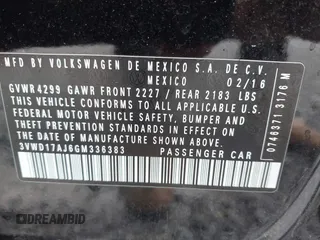 MFD BY VOLKSWAGEN DE MEXICO S.A. DE C.V.
MEXICO 02/16
GVWR4299 GAWR FRONT 2227 / REAR 2183 LBS
THIS VEHICLE CONFORMS TO ALL APPLICABLE U.S.
FEDERAL MOTOR VEHICLE SAFETY, BUMPER AND
THEFT PREVENTION STANDARDS IN EFFECT ON THE
DATE OF MANUFACTURE SHOWN ABOVE.
3VWD17AJ6GM336383 PASSENGER CAR
0746371 3176 M
DREAMBID